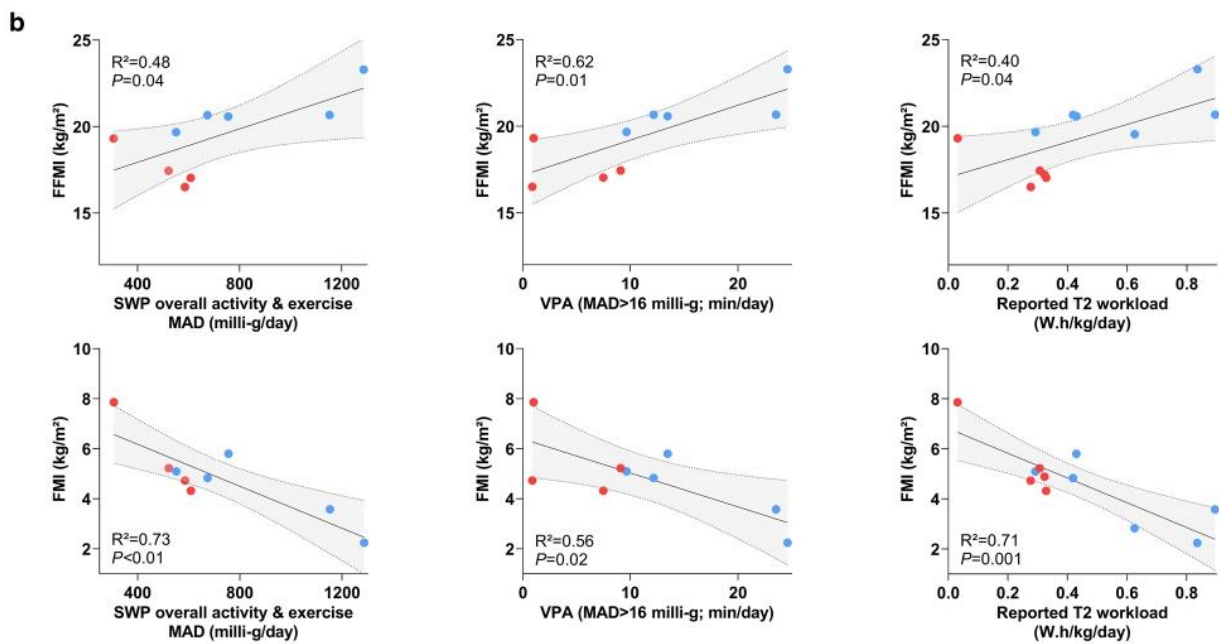 b
25
20
15
FFMI (kg/m²)
R²=0.48
P=0.04
400 800 1200
SWP overall activity & exercise
MAD (milli-g/day)
25
20
15
FFMI (kg/m²)
R²=0.62
P=0.01
0 10 20
VPA (MAD>16 milli-g; min/day)
25
20
15
FFMI (kg/m²)
R²=0.40
P=0.04
0.0 0.2 0.4 0.6 0.8
Reported T2 workload
(W.h/kg/day)
10
8
6
4
2
FMI (kg/m²)
R²=0.73
P<0.01
400 800 1200
SWP overall activity & exercise
MAD (milli-g/day)
10
8
6
4
2
FMI (kg/m²)
R²=0.56
P=0.02
0 10 20
VPA (MAD>16 milli-g; min/day)
10
8
6
4
2
FMI (kg/m²)
R²=0.71
P=0.001
0.0 0.2 0.4 0.6 0.8
Reported T2 workload
(W.h/kg/day)